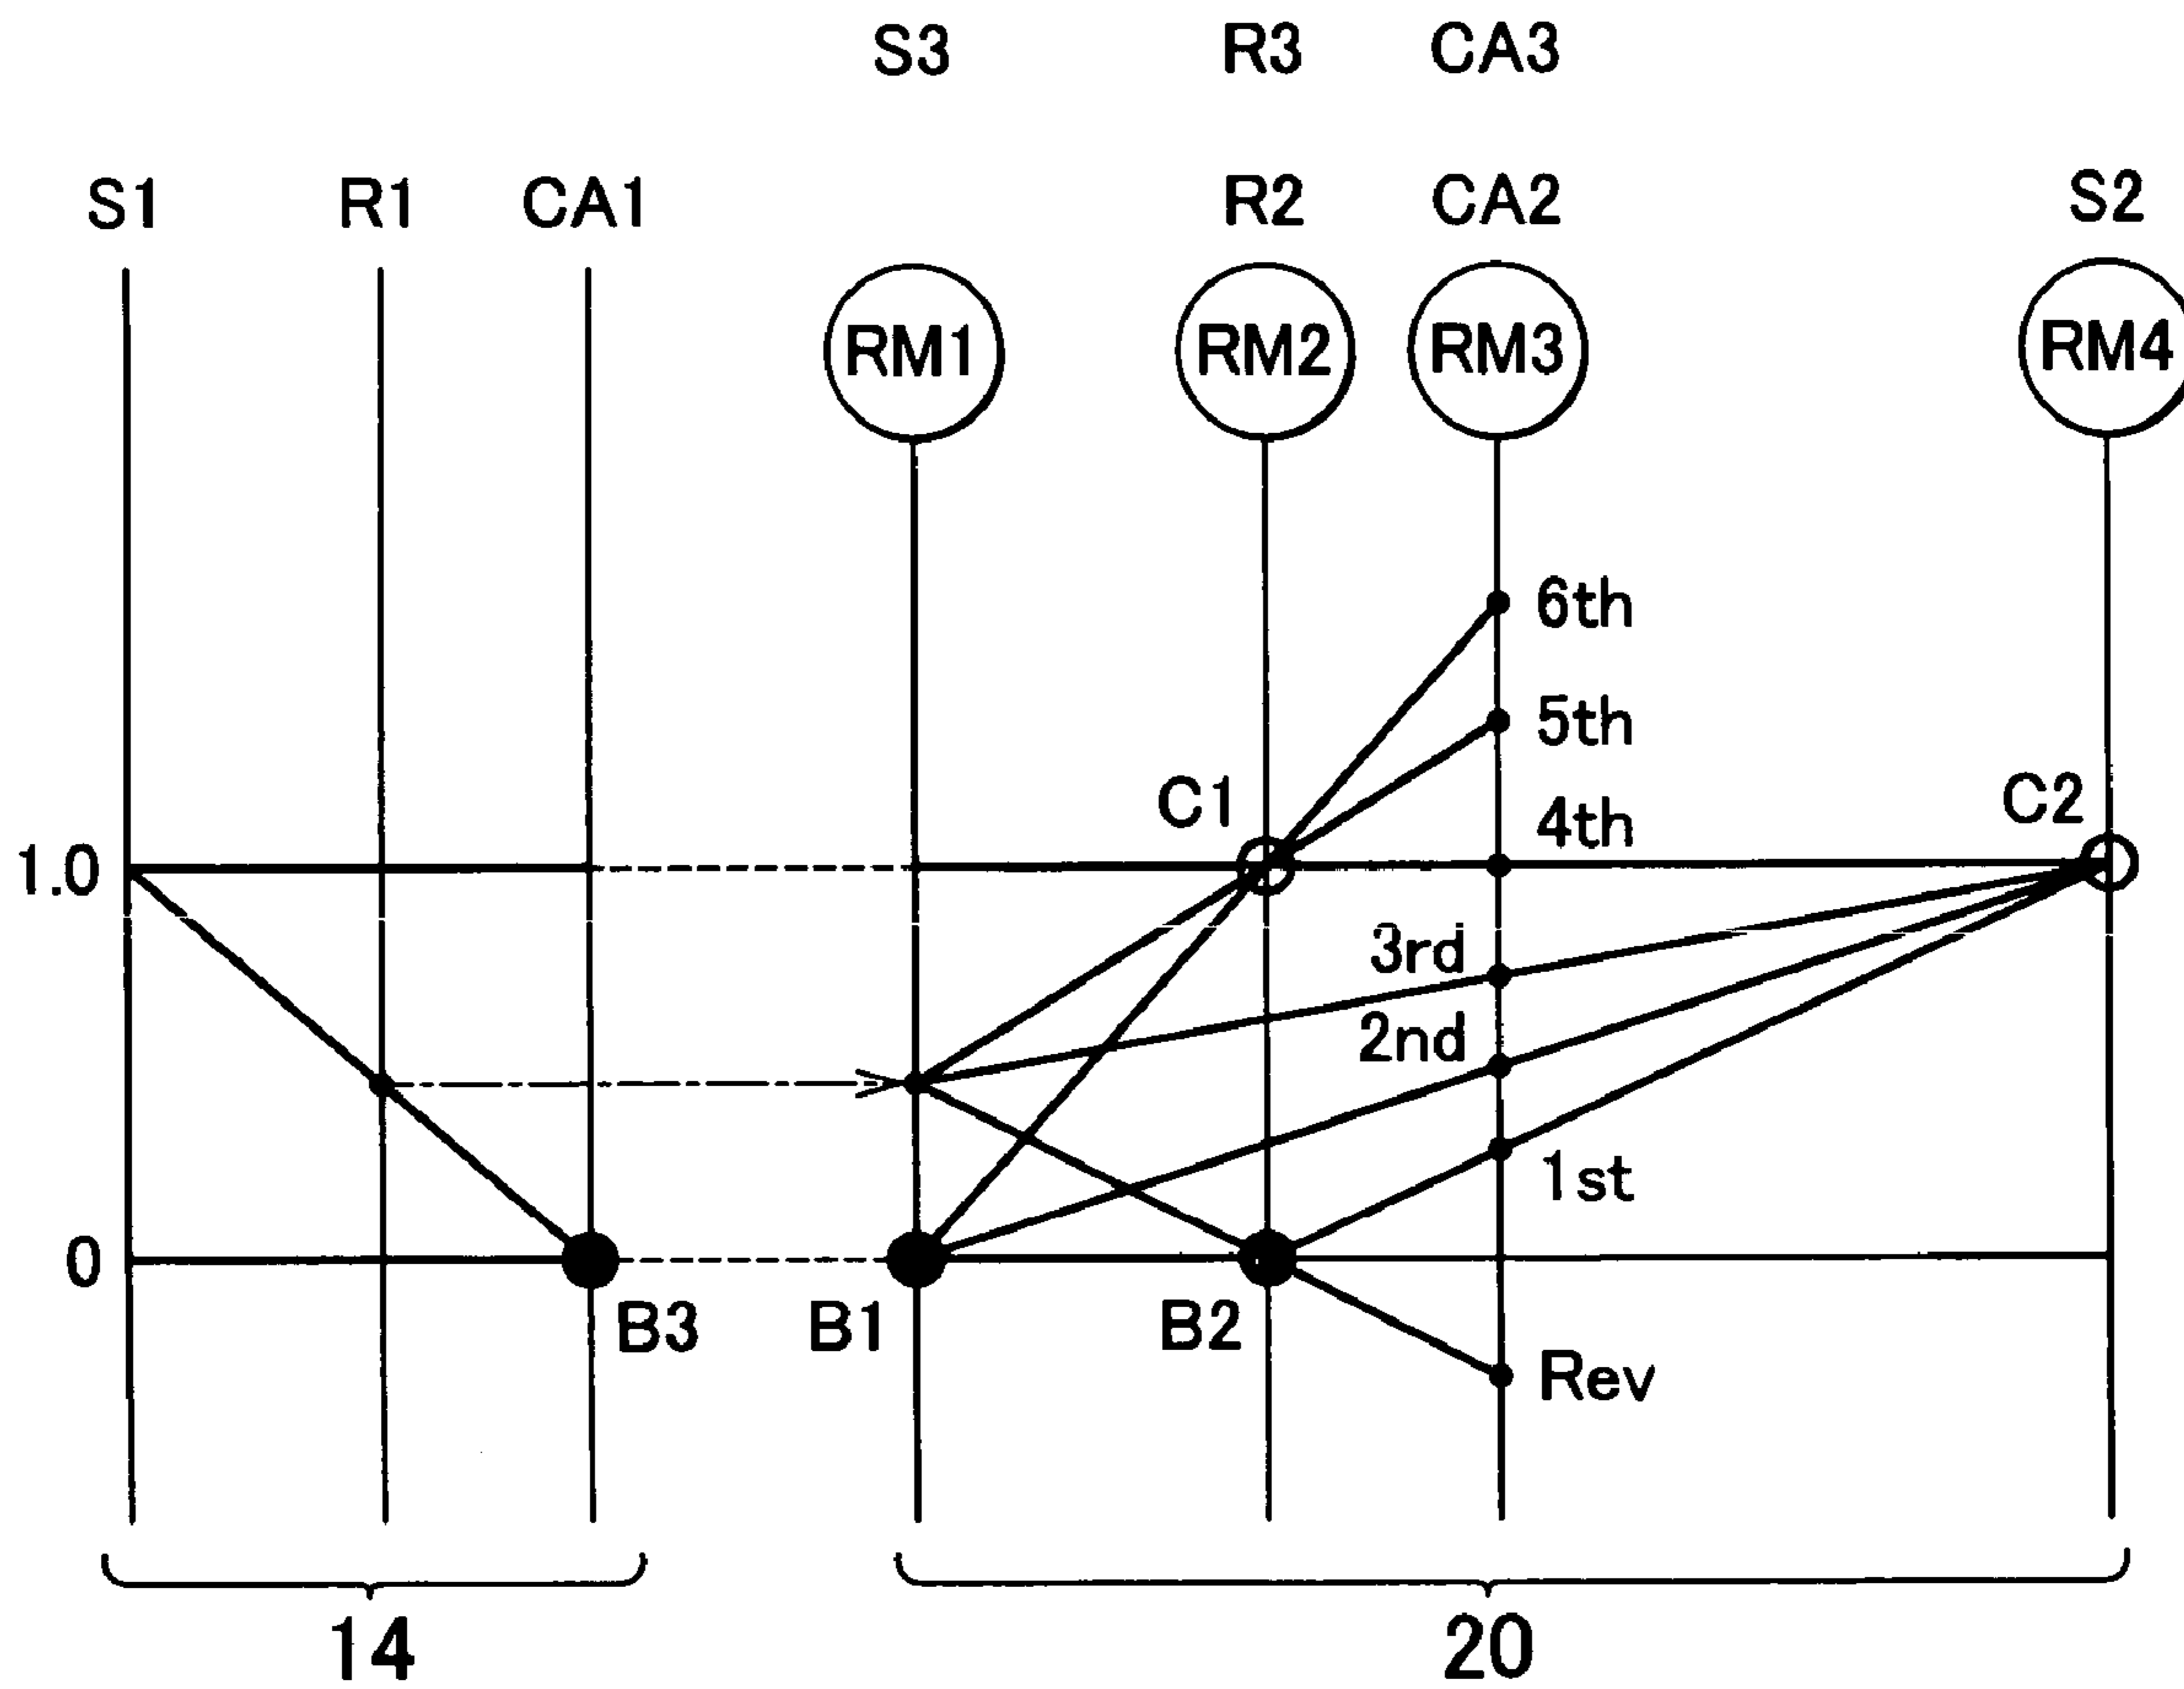 S3 R3 CA3
S1 R1 CA1 R2 CA2 S2
RM1 RM2 RM3 RM4
6th
5th
C1 4th C2
1.0
3rd
2nd
1st
0
B3 B1 B2
Rev
14 20